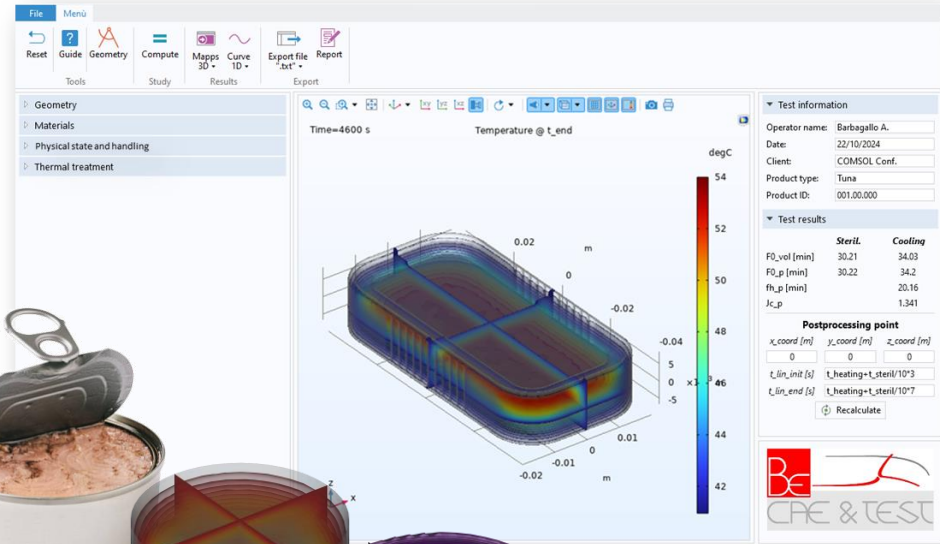 File Menù
Reset Guide Geometry Compute Mapps 3D Curve 1D Export file ".txt" Report
Tools Study Results Export
Geometry
Materials
Physical state and handling
Thermal treatment
xy yz xz
Time=4600 s Temperature @ t_end
degC
54
52
50
48
46
44
42
0.02 m
0
-0.02
-0.04
5
0
-5
0.01
0
-0.01
-0.02
m
z
x
Test information
Operator name: Barbagallo A.
Date: 22/10/2024
Client: COMSOL Conf.
Product type: Tuna
Product ID: 001.00.000
Test results
Steril. Cooling
F0_vol [min] 30.21 34.03
F0_p [min] 30.22 34.2
fh_p [min] 20.16
Jc_p 1.341
Postprocessing point
x_coord [m] y_coord [m] z_coord [m]
0 0 0
t_lin_init [s] t_heating+t_steril/10*3
t_lin_end [s] t_heating+t_steril/10*7
Recalculate
BE
CAE & TEST